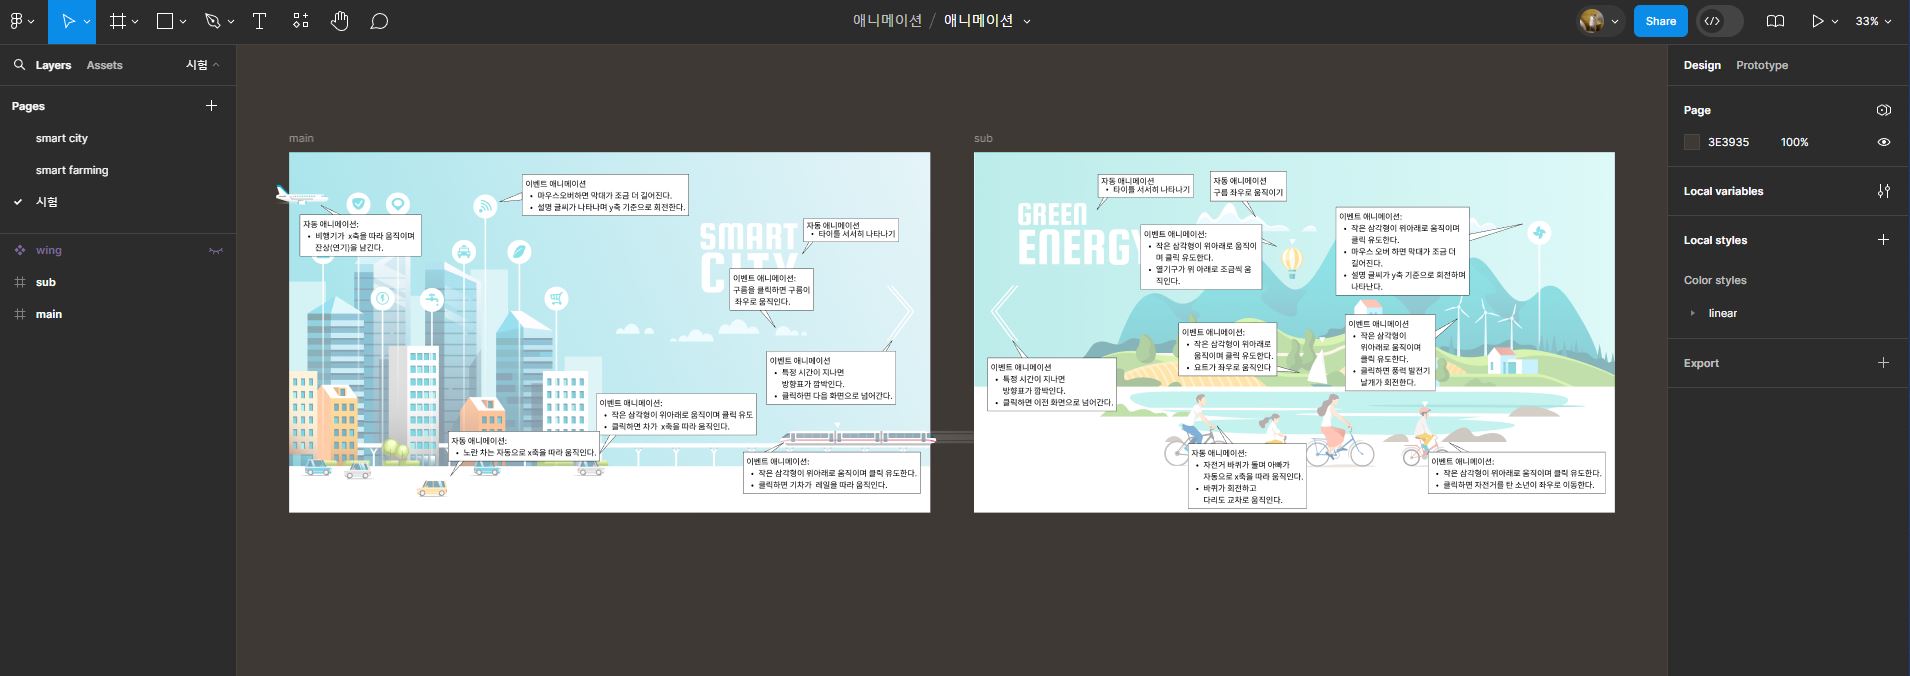 애니메이션 / 애니메이션
Share
33%
Layers
Assets
시험
Pages
smart city
smart farming
시험
wing
sub
main
main
이벤트 애니메이션
• 마우스오버하면 막대가 조금 더 길어진다.
• 설명 글씨가 나타나며 y축 기준으로 회전한다.
자동 애니메이션:
• 비행기가 x축을 따라 움직이며
잔상(연기)을 남긴다.
SMART
CITY
자동 애니메이션:
• 타이틀 서서히 나타나기
이벤트 애니메이션:
구름을 클릭하면 구름이
좌우로 움직인다.
이벤트 애니메이션
• 특정 시간이 지나면
방향표가 깜박인다.
• 클릭하면 다음 화면으로 넘어간다.
이벤트 애니메이션:
• 작은 삼각형이 위아래로 움직이며 클릭 유도
• 클릭하면 차가 x축을 따라 움직인다.
자동 애니메이션:
• 노란 차는 자동으로 x축을 따라 움직인다.
이벤트 애니메이션:
• 작은 삼각형이 위아래로 움직이며 클릭 유도한다.
• 클릭하면 기차가 레일을 따라 움직인다.
sub
자동 애니메이션
• 타이틀 서서히 나타나기
자동 애니메이션
구름 좌우로 움직이기
GREEN
ENERGY
이벤트 애니메이션:
• 작은 삼각형이 위아래로 움직이
며 클릭 유도한다.
• 열기구가 위 아래로 조금씩 움
직인다.
이벤트 애니메이션:
• 작은 삼각형이 위아래로 움직이며
클릭 유도한다.
• 마우스 오버 하면 막대가 조금 더
길어진다.
• 설명 글씨가 y축 기준으로 회전하며
나타난다.
이벤트 애니메이션:
• 작은 삼각형이 위아래로
움직이며 클릭 유도한다.
• 요트가 좌우로 움직인다
이벤트 애니메이션
• 작은 삼각형이
위아래로 움직이며
클릭 유도한다.
• 클릭하면 풍력 발전기
날개가 회전한다.
이벤트 애니메이션
• 특정 시간이 지나면
방향표가 깜박인다.
• 클릭하면 이전 화면으로 넘어간다.
자동 애니메이션:
• 자전거 바퀴가 돌며 아빠가
자동으로 x축을 따라 움직인다.
• 바퀴가 회전하고
다리도 교차로 움직인다.
이벤트 애니메이션:
• 작은 삼각형이 위아래로 움직이며 클릭 유도한다.
• 클릭하면 자전거를 탄 소년이 좌우로 이동한다.
Design
Prototype
Page
3E3935
100%
Local variables
Local styles
Color styles
linear
Export